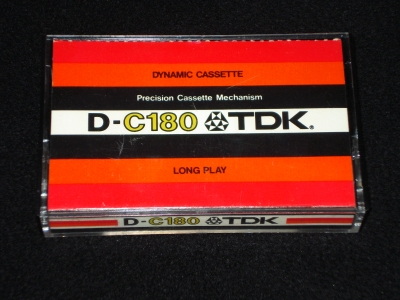 DYNAMIC CASSETTE
Precision Cassette Mechanism
D-C180 TDK®
LONG PLAY
D-C180 TDK